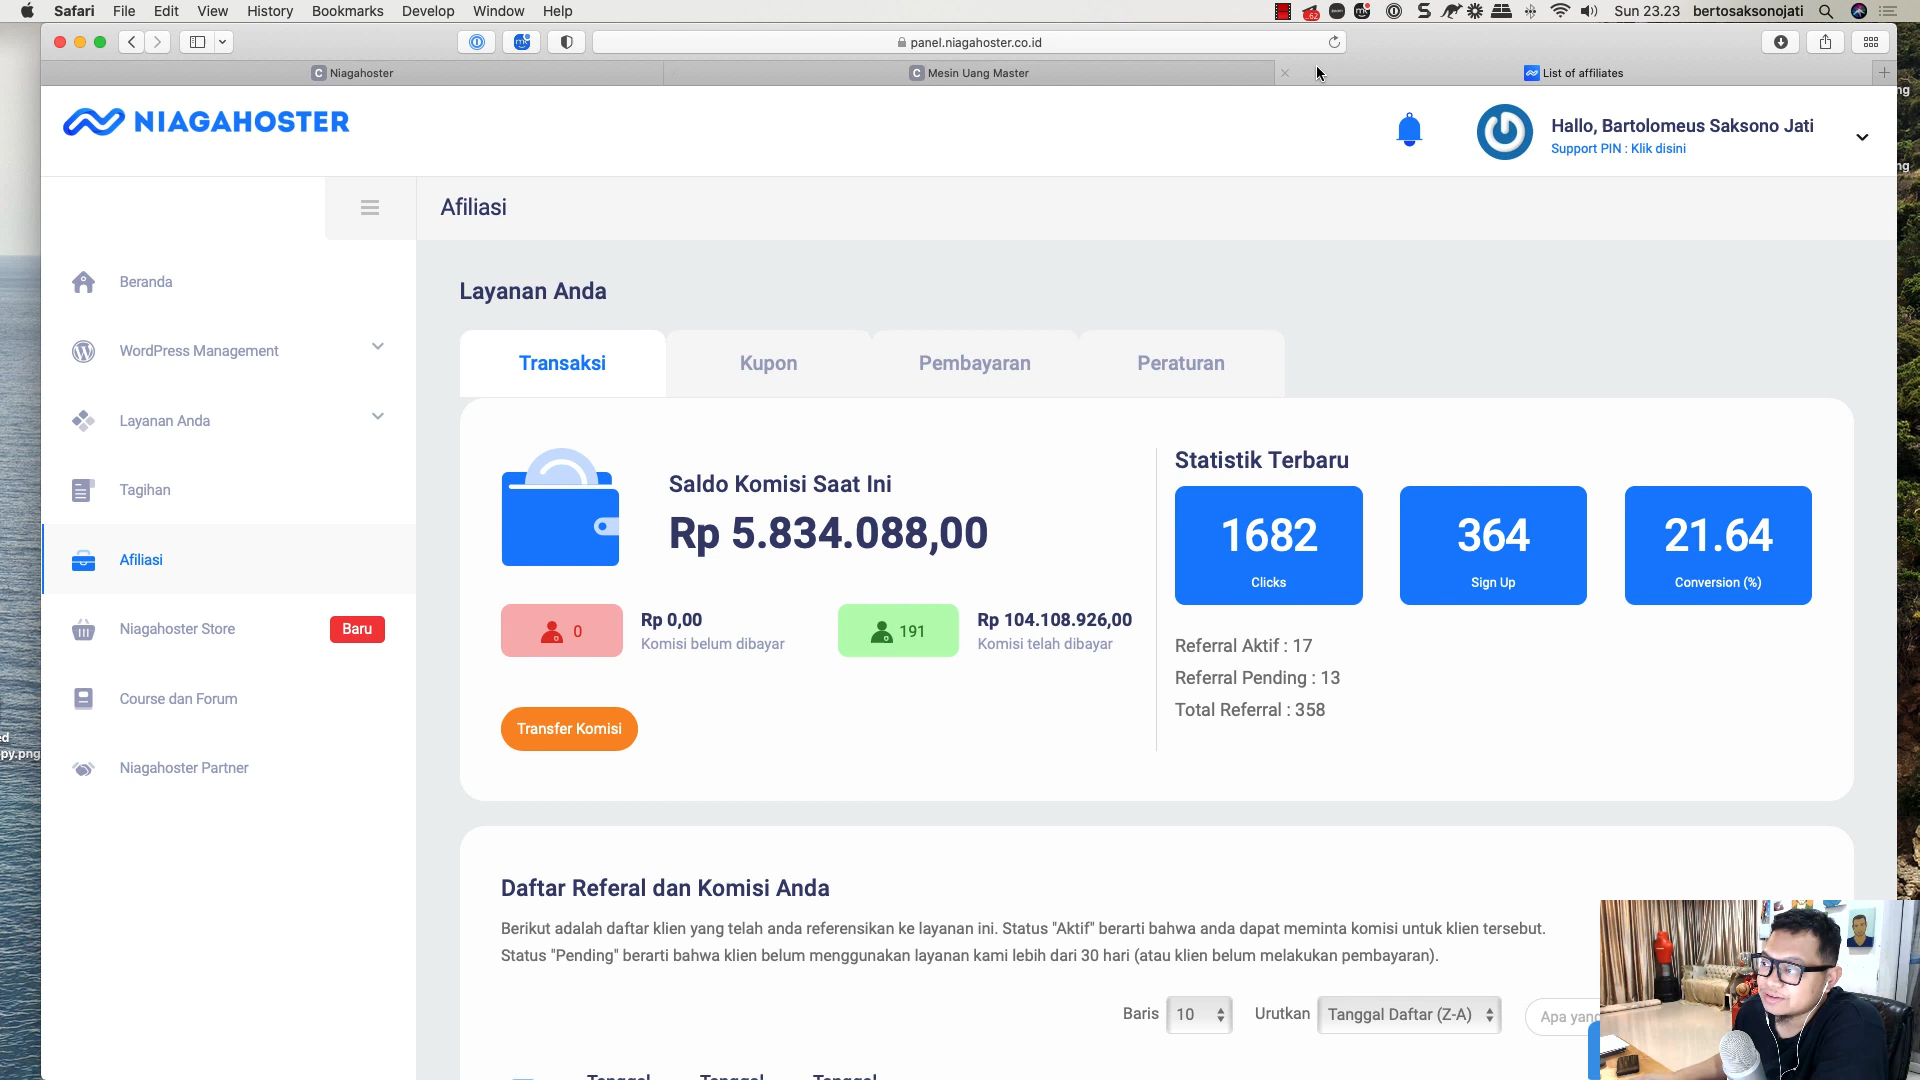 Safari File Edit View History Bookmarks Develop Window Help
Sun 23.23 bertosaksonojati
panel.niagahoster.co.id
Niagahoster
Mesin Uang Master
List of affiliates
NIAGAHOSTER
Hallo, Bartolomeus Saksono Jati
Support PIN : Klik disini
Afiliasi
Beranda
WordPress Management
Layanan Anda
Tagihan
Afiliasi
Niagahoster Store
Baru
Course dan Forum
Niagahoster Partner
Layanan Anda
Transaksi
Kupon
Pembayaran
Peraturan
Saldo Komisi Saat Ini
Rp 5.834.088,00
0
Rp 0,00
Komisi belum dibayar
191
Rp 104.108.926,00
Komisi telah dibayar
Transfer Komisi
Statistik Terbaru
1682
Clicks
364
Sign Up
21.64
Conversion (%)
Referral Aktif : 17
Referral Pending : 13
Total Referral : 358
Daftar Referal dan Komisi Anda
Berikut adalah daftar klien yang telah anda referensikan ke layanan ini. Status "Aktif" berarti bahwa anda dapat meminta komisi untuk klien tersebut.
Status "Pending" berarti bahwa klien belum menggunakan layanan kami lebih dari 30 hari (atau klien belum melakukan pembayaran).
Baris
10
Urutkan
Tanggal Daftar (Z-A)
Apa yang
Tanggal
Tanggal
Tanggal
py.png